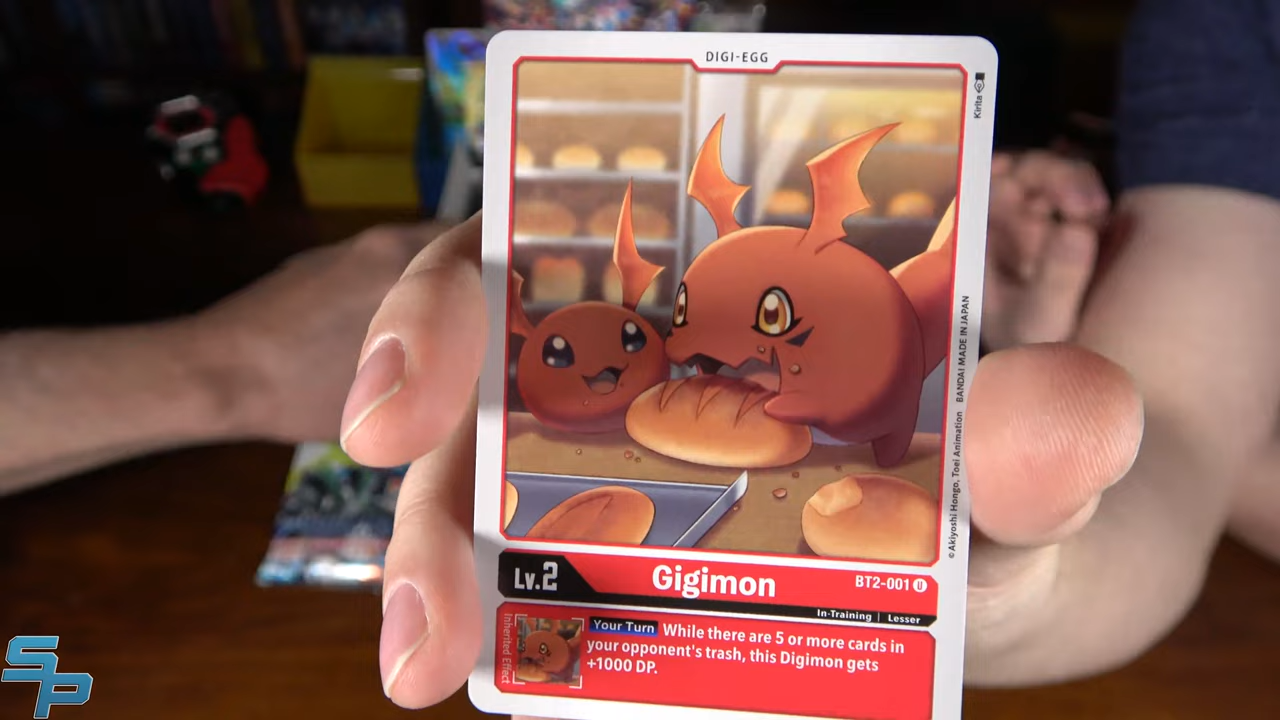 DIGI-EGG
Kirita
©Akiyoshi Hongo, Toei Animation BANDAI MADE IN JAPAN
Lv.2
Gigimon
BT2-001 U
In-Training | Lesser
Inherited Effect
Your Turn While there are 5 or more cards in
your opponent's trash, this Digimon gets
+1000 DP.
SP